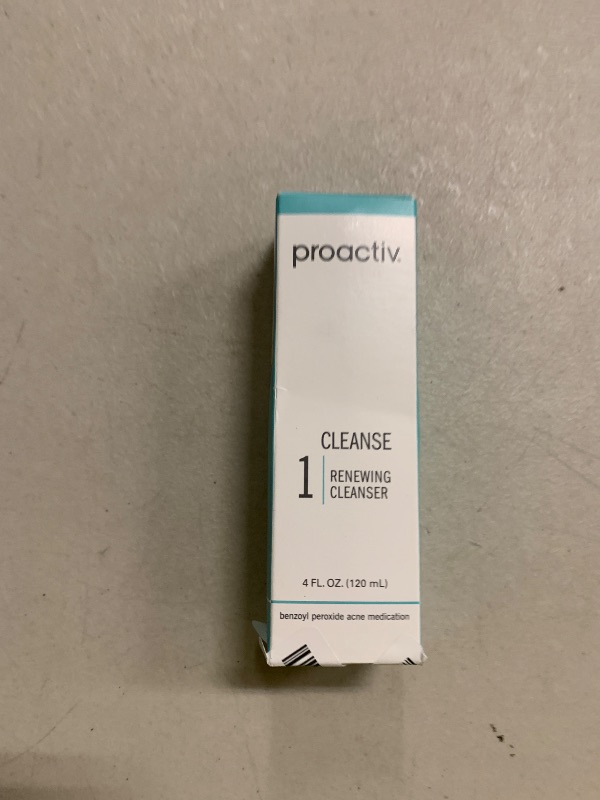 proactiv.
CLEANSE
1
RENEWING
CLEANSER
4 FL. OZ. (120 mL)
benzoyl peroxide acne medication